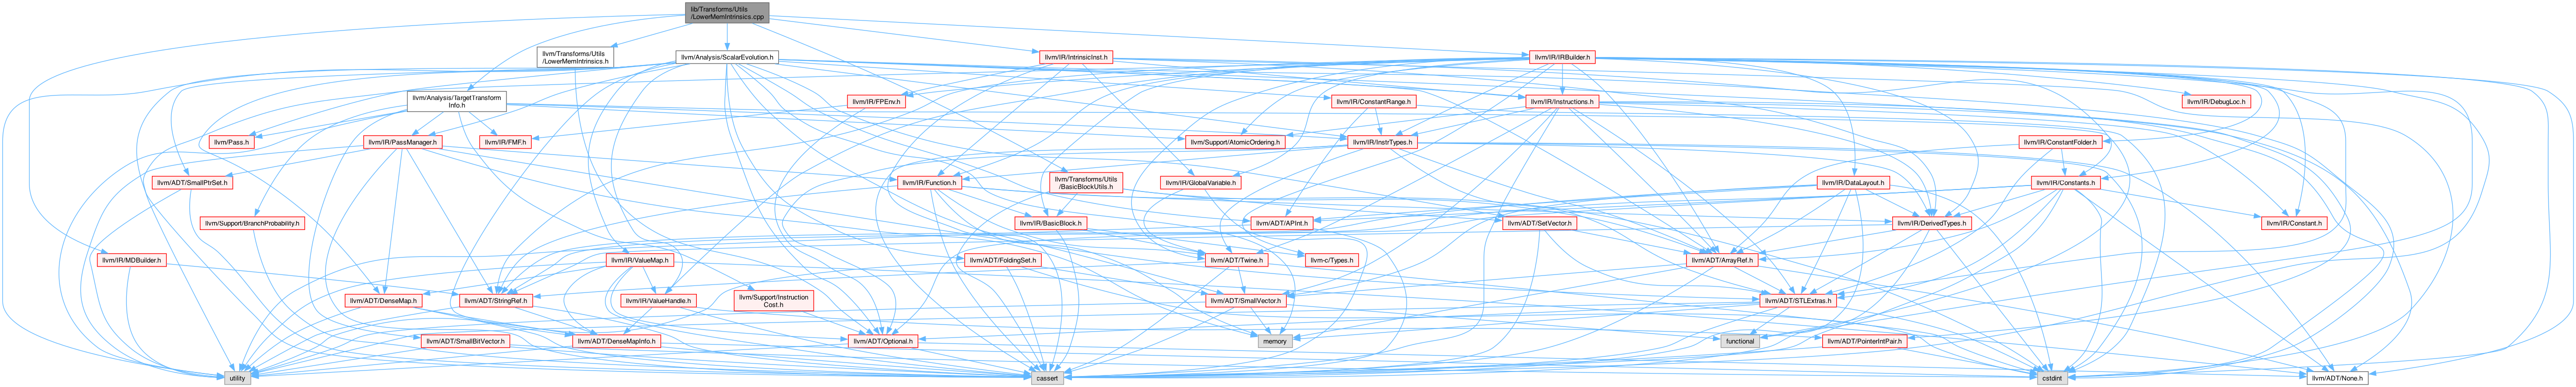 lib/Transforms/Utils
/LowerMemIntrinsics.cpp
llvm/Transforms/Utils
/LowerMemIntrinsics.h
llvm/Analysis/ScalarEvolution.h
llvm/IR/IntrinsicInst.h
llvm/IR/IRBuilder.h
llvm/Analysis/TargetTransform
Info.h
llvm/IR/FPEnv.h
llvm/IR/ConstantRange.h
llvm/IR/Instructions.h
llvm/IR/DebugLoc.h
llvm/Pass.h
llvm/IR/PassManager.h
llvm/IR/FMF.h
llvm/Support/AtomicOrdering.h
llvm/IR/InstrTypes.h
llvm/IR/ConstantFolder.h
llvm/ADT/SmallPtrSet.h
llvm/IR/Function.h
llvm/Transforms/Utils
/BasicBlockUtils.h
llvm/IR/GlobalVariable.h
llvm/IR/DataLayout.h
llvm/IR/Constants.h
llvm/Support/BranchProbability.h
llvm/IR/BasicBlock.h
llvm/ADT/APInt.h
llvm/ADT/SetVector.h
llvm/IR/DerivedTypes.h
llvm/IR/Constant.h
llvm/IR/MDBuilder.h
llvm/IR/ValueMap.h
llvm/ADT/FoldingSet.h
llvm/ADT/Twine.h
llvm-c/Types.h
llvm/ADT/ArrayRef.h
llvm/ADT/DenseMap.h
llvm/ADT/StringRef.h
llvm/IR/ValueHandle.h
llvm/Support/Instruction
Cost.h
llvm/ADT/SmallVector.h
llvm/ADT/STLExtras.h
llvm/ADT/SmallBitVector.h
llvm/ADT/DenseMapInfo.h
llvm/ADT/Optional.h
memory
functional
llvm/ADT/PointerIntPair.h
utility
cassert
cstdint
llvm/ADT/None.h